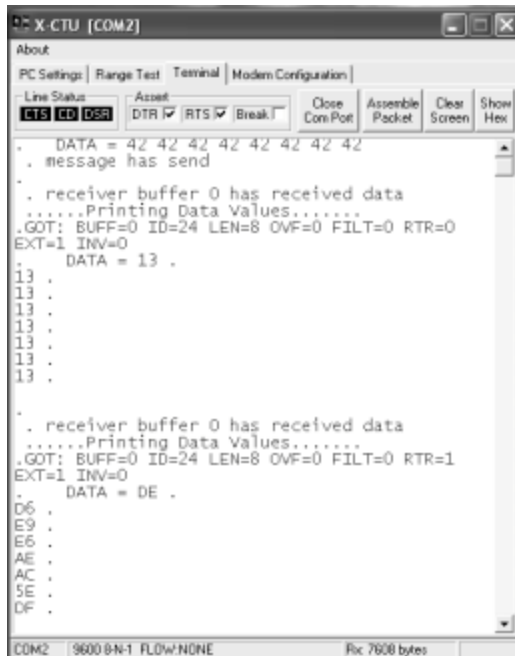 X-CTU [COM2]
About
PC Settings Range Test Terminal Modem Configuration
Line Status Assert
CTS CD DSR DTR RTS Break Close Com Port Assemble Packet Clear Screen Show Hex
. DATA = 42 42 42 42 42 42 42 42
. message has send
.
. receiver buffer 0 has received data
......Printing Data Values.......
.GOT: BUFF=0 ID=24 LEN=8 OVF=0 FILT=0 RTR=0
EXT=1 INV=0
. DATA = 13 .
13 .
13 .
13 .
13 .
13 .
13 .
13 .
.
. receiver buffer 0 has received data
......Printing Data Values.......
.GOT: BUFF=0 ID=24 LEN=8 OVF=0 FILT=0 RTR=1
EXT=1 INV=0
. DATA = DE .
D6 .
E9 .
E6 .
AE .
AC .
5E .
DF .
COM2 9600 8-N-1 FLOW:NONE Rx: 7608 bytes